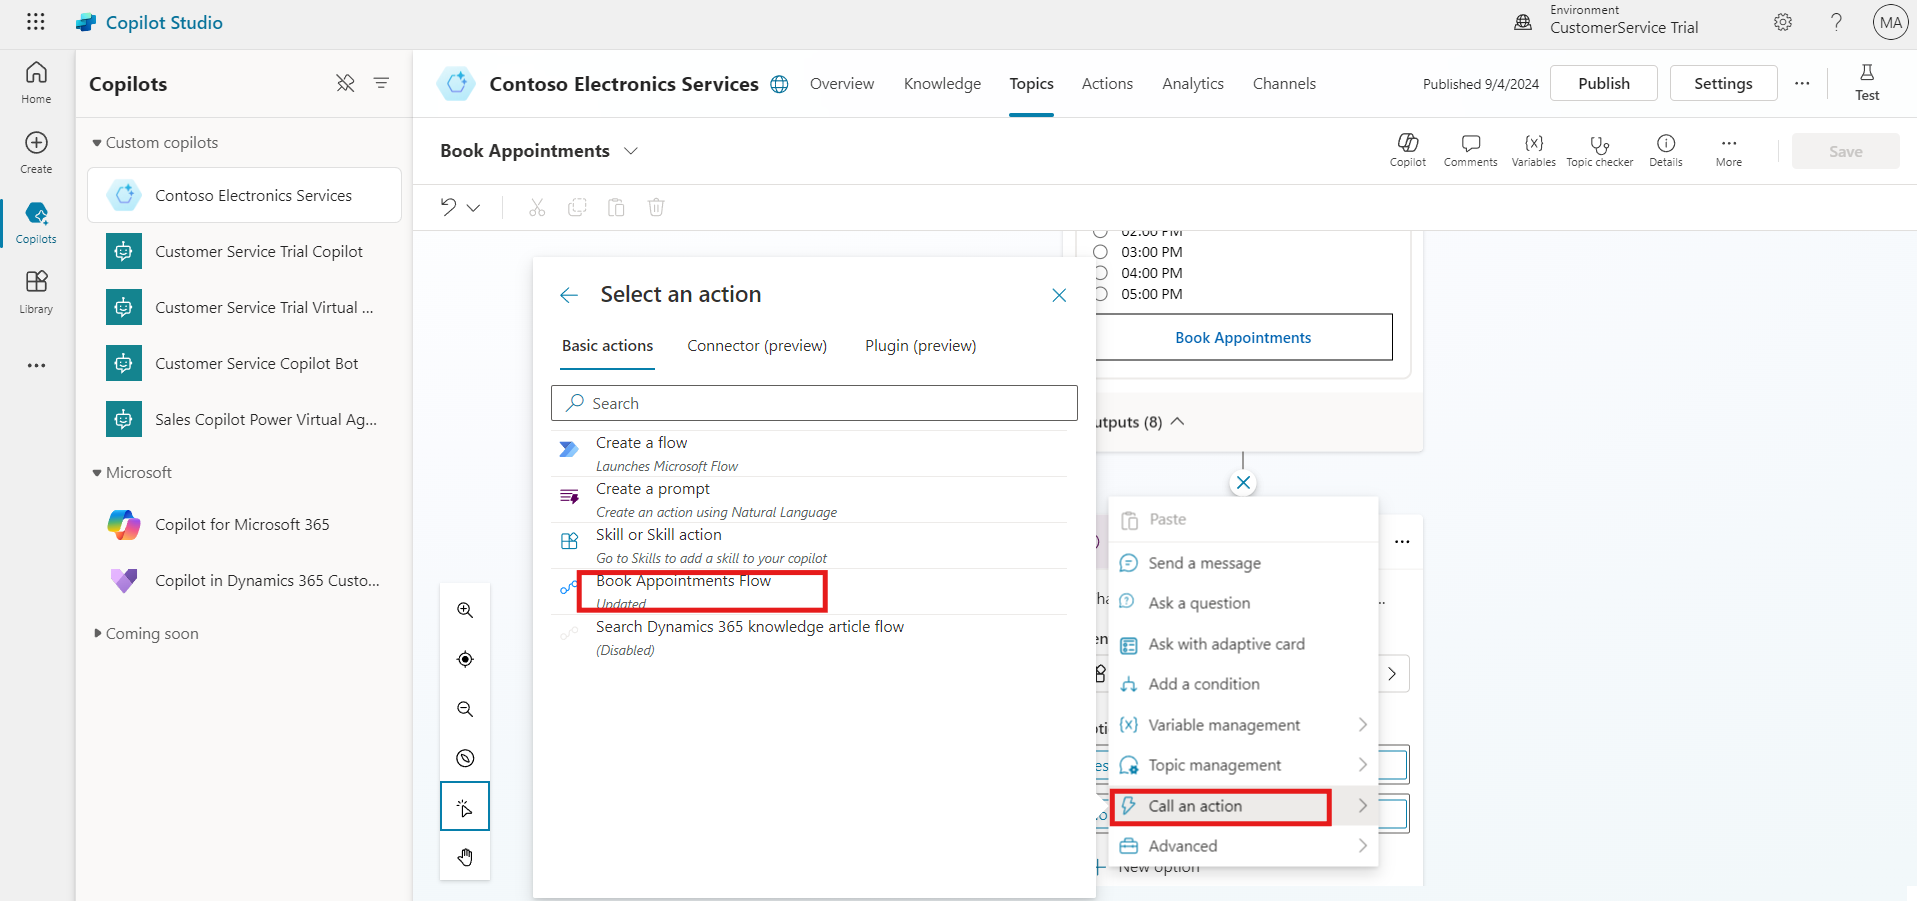 Copilot Studio
Environment
CustomerService Trial
MA
Home
Create
Copilots
Library
Copilots
Custom copilots
Contoso Electronics Services
Customer Service Trial Copilot
Customer Service Trial Virtual ...
Customer Service Copilot Bot
Sales Copilot Power Virtual Ag...
Microsoft
Copilot for Microsoft 365
Copilot in Dynamics 365 Custo...
Coming soon
Contoso Electronics Services
Overview
Knowledge
Topics
Actions
Analytics
Channels
Published 9/4/2024
Publish
Settings
Test
Book Appointments
Copilot
Comments
Variables
Topic checker
Details
More
Save
02:00 PM
03:00 PM
04:00 PM
05:00 PM
Book Appointments
utputs (8)
Select an action
Basic actions
Connector (preview)
Plugin (preview)
Search
Create a flow
Launches Microsoft Flow
Create a prompt
Create an action using Natural Language
Skill or Skill action
Go to Skills to add a skill to your copilot
Book Appointments Flow
Updated
Search Dynamics 365 knowledge article flow
(Disabled)
Paste
Send a message
Ask a question
Ask with adaptive card
Add a condition
Variable management
Topic management
Call an action
Advanced
New option